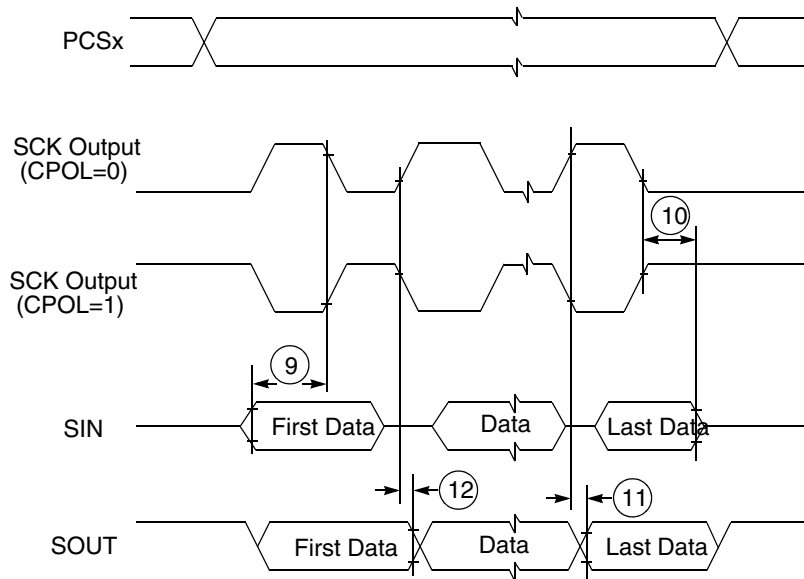 PCSx
SCK Output
(CPOL=0)
10
SCK Output
(CPOL=1)
9
SIN
First Data
Data
Last Data
12
11
SOUT
First Data
Data
Last Data